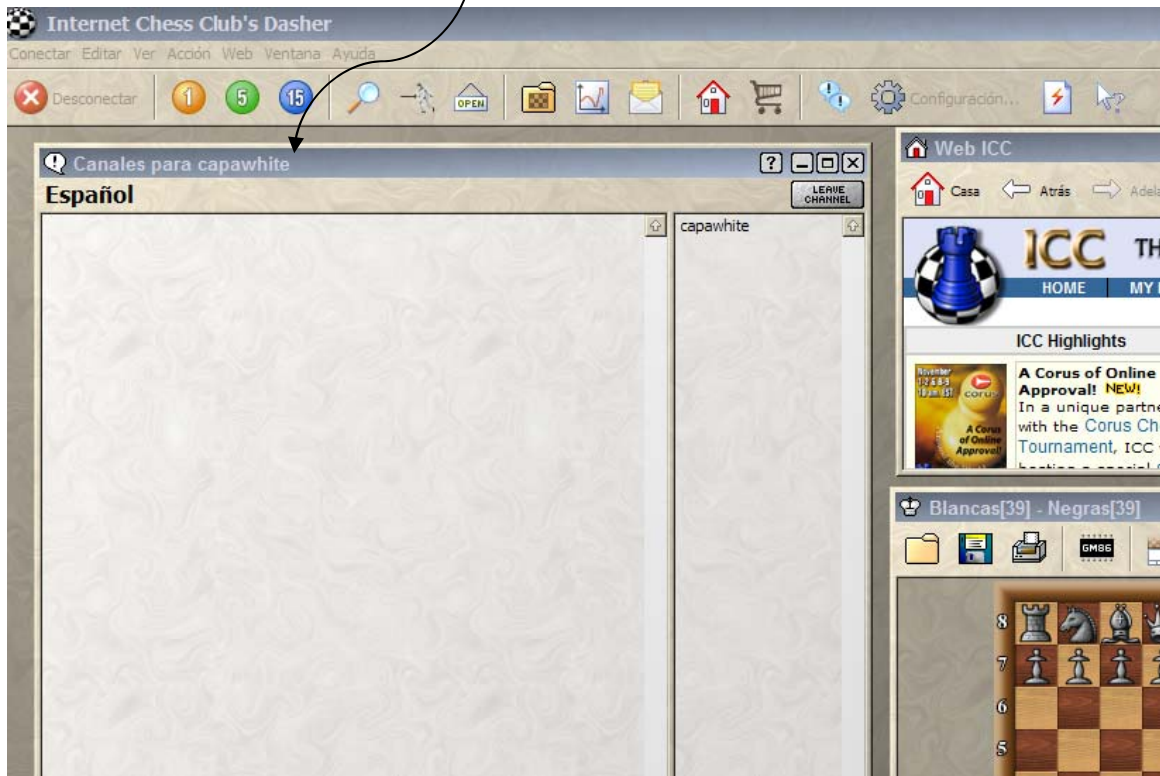 Internet Chess Club's Dasher
Conectar Editar Ver Acción Web Ventana Ayuda
Desconectar 1 5 15 OPEN Configuración...
Canales para capawhite
Español
LEAVE CHANNEL
capawhite
Web ICC
Casa Atrás
ICC
HOME MY
ICC Highlights
A Corus of Online
Approval! NEW!
In a unique
with the Corus
Tournament, ICC
November
corus
A Corus
of Online
Approval!
Blancas[39] - Negras[39]
GM86
8
7
6
5